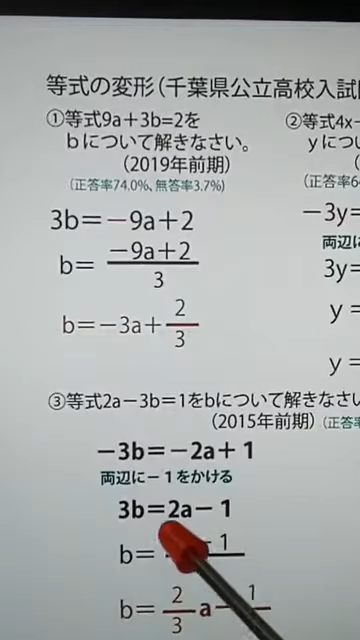 等式の変形（千葉県公立高校入試
①等式9a＋3b=2を
bについて解きなさい。
（2019年前期）
（正答率74.0%、無答率3.7%）
3b＝－9a＋2
b＝ －9a＋2
3
b＝－3a＋ 2
3
②等式4x
yにつ
（正答率6
－3y=
両辺に
3y=
y =
y =
③等式2a－3b＝1をbについて解きなさい
（2015年前期）（正答率
－3b＝－2a＋1
両辺に－1をかける
3b＝2a－1
b＝ 1
b＝ 2 a－ 1
3